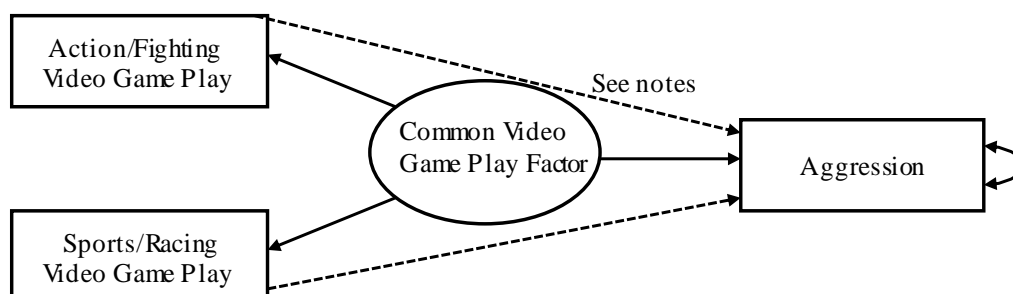 Action/Fighting
Video Game Play
See notes
Common Video
Game Play Factor
Aggression
Sports/Racing
Video Game Play